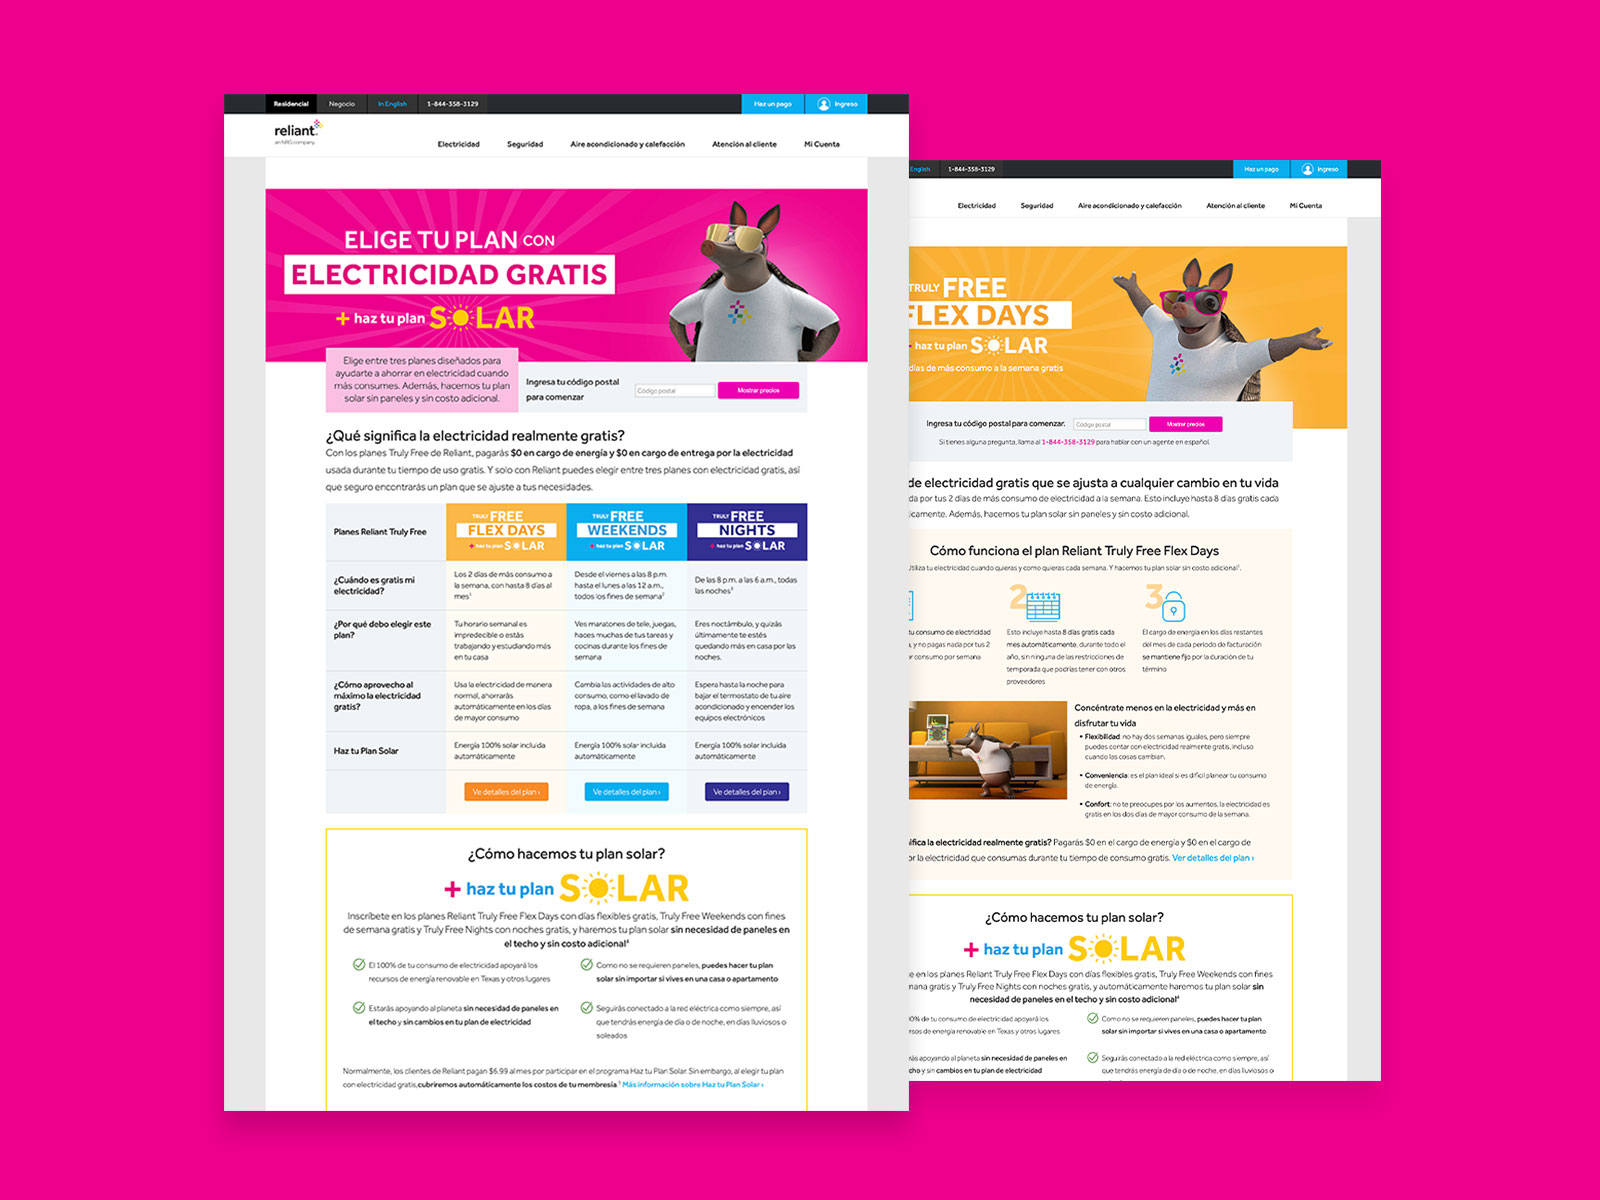 Residencial
Negocio
In English
1-844-358-3129
Haz un pago
Ingreso
reliant
an NRG company
Electricidad
Seguridad
Aire acondicionado y calefacción
Atención al cliente
Mi Cuenta
ELIGE TU PLAN CON
ELECTRICIDAD GRATIS
+ haz tu plan SOLAR
Elige entre tres planes diseñados para
ayudarte a ahorrar en electricidad cuando
más consumes. Además, hacemos tu plan
solar sin paneles y sin costo adicional.
Ingresa tu código postal
para comenzar
Código postal
Mostrar precios
¿Qué significa la electricidad realmente gratis?
Con los planes Truly Free de Reliant, pagarás $0 en cargo de energía y $0 en cargo de entrega por la electricidad
usada durante tu tiempo de uso gratis. Y solo con Reliant puedes elegir entre tres planes con electricidad gratis, así
que seguro encontrarás un plan que se ajuste a tus necesidades.
Planes Reliant Truly Free
TRULY FREE
FLEX DAYS
+ haz tu plan SOLAR
TRULY FREE
WEEKENDS
+ haz tu plan SOLAR
TRULY FREE
NIGHTS
+ haz tu plan SOLAR
¿Cuándo es gratis mi
electricidad?
Los 2 días de más consumo a
la semana, con hasta 8 días al
mes¹
Desde el viernes a las 8 p.m.
hasta el lunes a las 12 a.m.,
todos los fines de semana²
De las 8 p.m. a las 6 a.m., todas
las noches³
¿Por qué debo elegir este
plan?
Tu horario semanal es
impredecible o estás
trabajando y estudiando más
en tu casa
Ves maratones de tele, juegas,
haces muchas de tus tareas y
cocinas durante los fines de
semana
Eres noctámbulo, y quizás
últimamente te estés
quedando más en casa por las
noches.
¿Cómo aprovecho al
máximo la electricidad
gratis?
Usa la electricidad de manera
normal, ahorrarás
automáticamente en los días
de mayor consumo
Cambia las actividades de alto
consumo, como el lavado de
ropa, a los fines de semana
Espera hasta la noche para
bajar el termostato de tu aire
acondicionado y encender los
equipos electrónicos
Haz tu Plan Solar
Energía 100% solar incluida
automáticamente
Energía 100% solar incluida
automáticamente
Energía 100% solar incluida
automáticamente
Ve detalles del plan ›
Ve detalles del plan ›
Ve detalles del plan ›
¿Cómo hacemos tu plan solar?
+ haz tu plan SOLAR
Inscríbete en los planes Reliant Truly Free Flex Days con días flexibles gratis, Truly Free Weekends con fines
de semana gratis y Truly Free Nights con noches gratis, y haremos tu plan solar sin necesidad de paneles en
el techo y sin costo adicional⁴
El 100% de tu consumo de electricidad apoyará los
recursos de energía renovable en Texas y otros lugares
Como no se requieren paneles, puedes hacer tu plan
solar sin importar si vives en una casa o apartamento
Estarás apoyando al planeta sin necesidad de paneles en
el techo y sin cambios en tu plan de electricidad
Seguirás conectado a la red eléctrica como siempre, así
que tendrás energía de día o de noche, en días lluviosos o
soleados
Normalmente, los clientes de Reliant pagan $6.99 al mes por participar en el programa Haz tu Plan Solar. Sin embargo, al elegir tu plan
con electricidad gratis, cubriremos automáticamente los costos de tu membresía.⁵ Más información sobre Haz tu Plan Solar ›
English
1-844-358-3129
Haz un pago
Ingreso
Electricidad
Seguridad
Aire acondicionado y calefacción
Atención al cliente
Mi Cuenta
TRULY FREE
FLEX DAYS
+ haz tu plan SOLAR
días de más consumo a la semana gratis
Ingresa tu código postal para comenzar.
Código postal
Mostrar precios
Si tienes alguna pregunta, llama al 1-844-358-3129 para hablar con un agente en español.
de electricidad gratis que se ajusta a cualquier cambio en tu vida
da por tus 2 días de más consumo de electricidad a la semana. Esto incluye hasta 8 días gratis cada
icamente. Además, hacemos tu plan solar sin paneles y sin costo adicional.
Cómo funciona el plan Reliant Truly Free Flex Days
Utiliza tu electricidad cuando quieras y como quieras cada semana. Y hacemos tu plan solar sin costo adicional¹.
2
3
tu consumo de electricidad
, y no pagas nada por tus 2
r consumo por semana
Esto incluye hasta 8 días gratis cada
mes automáticamente, durante todo el
año, sin ninguna de las restricciones de
temporada que podrías tener con otros
proveedores
El cargo de energía en los días restantes
del mes de cada periodo de facturación
se mantiene fijo por la duración de tu
término
Concéntrate menos en la electricidad y más en
disfrutar tu vida
• Flexibilidad: no hay dos semanas iguales, pero siempre
puedes contar con electricidad realmente gratis, incluso
cuando las cosas cambian.
• Conveniencia: es el plan ideal si es difícil planear tu consumo
de energía.
• Confort: no te preocupes por los aumentos, la electricidad es
gratis en los dos días de mayor consumo de la semana.
ifica la electricidad realmente gratis? Pagarás $0 en el cargo de energía y $0 en el cargo de
or la electricidad que consumas durante tu tiempo de consumo gratis. Ver detalles del plan ›
¿Cómo hacemos tu plan solar?
+ haz tu plan SOLAR
e en los planes Reliant Truly Free Flex Days con días flexibles gratis, Truly Free Weekends con fines
mana gratis y Truly Free Nights con noches gratis, y automáticamente haremos tu plan solar sin
necesidad de paneles en el techo y sin costo adicional⁴
00% de tu consumo de electricidad apoyará los
rsos de energía renovable en Texas y otros lugares
Como no se requieren paneles, puedes hacer tu plan
solar sin importar si vives en una casa o apartamento
rás apoyando al planeta sin necesidad de paneles en
cho y sin cambios en tu plan de electricidad
Seguirás conectado a la red eléctrica como siempre, así
que tendrás energía de día o de noche, en días lluviosos o